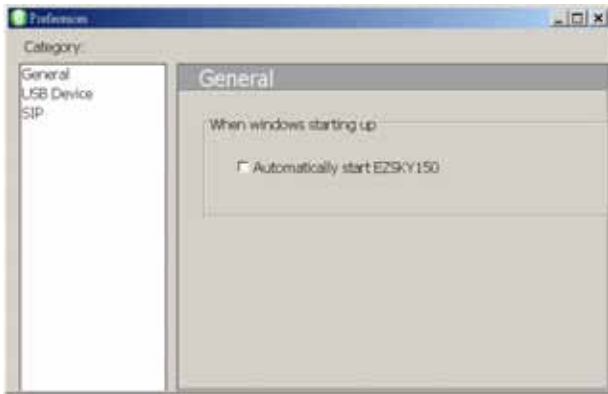 Preferences
Category:
General
USB Device
SIP
General
When windows starting up
Automatically start EZSKY150